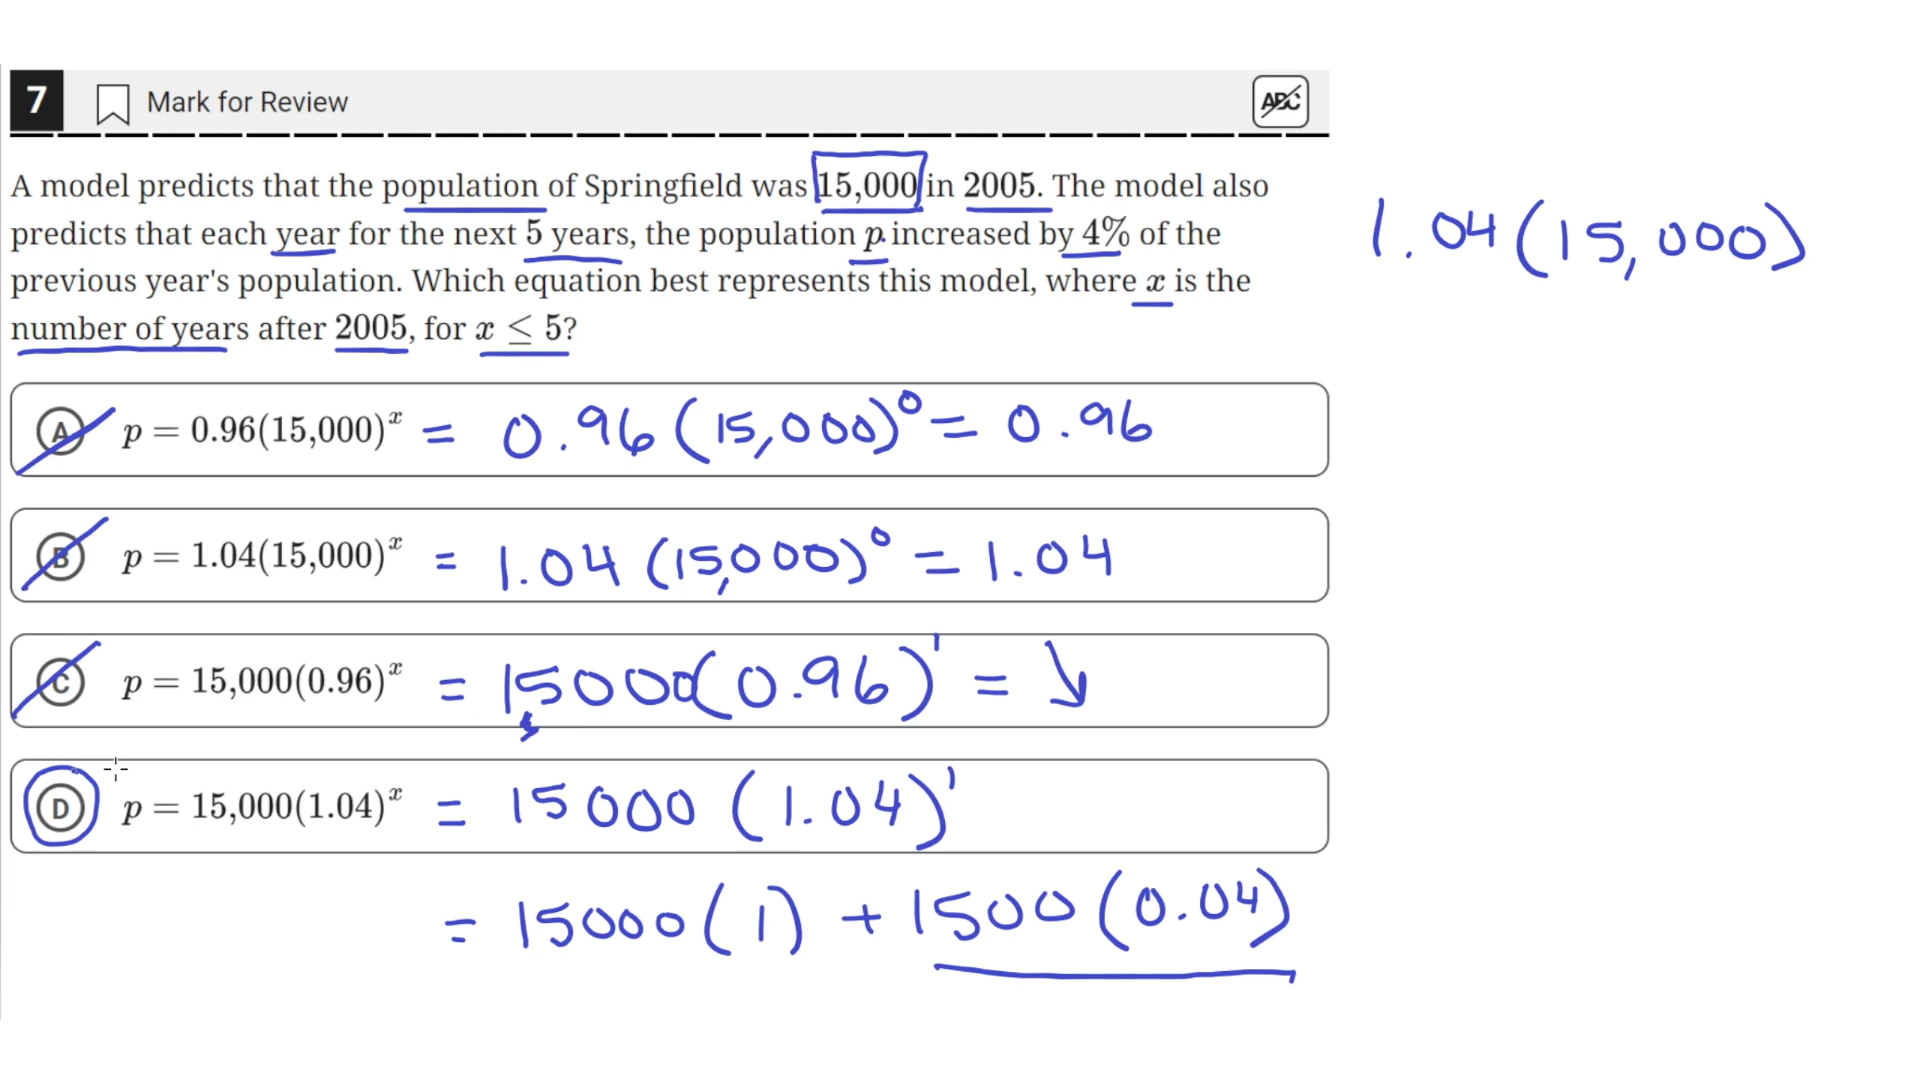 7 Mark for Review ABC
A model predicts that the population of Springfield was 15,000 in 2005. The model also
predicts that each year for the next 5 years, the population p increased by 4% of the
previous year's population. Which equation best represents this model, where x is the
number of years after 2005, for x ≤ 5?
1.04(15,000)
A p = 0.96(15,000)ˣ = 0.96(15,000)⁰ = 0.96
B p = 1.04(15,000)ˣ = 1.04(15,000)⁰ = 1.04
C p = 15,000(0.96)ˣ = 15,000(0.96)¹ = ↘
D p = 15,000(1.04)ˣ = 15000(1.04)¹
= 15000(1) + 1500(0.04)